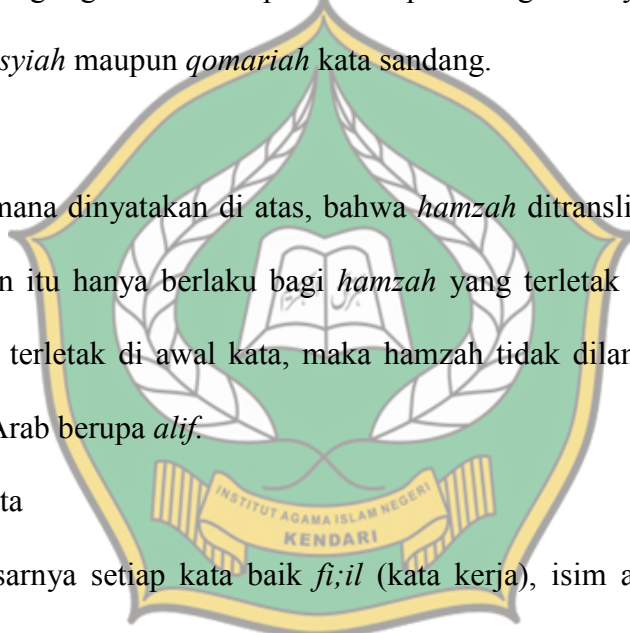 syiah maupun qomariah kata sandang.
mana dinyatakan di atas, bahwa hamzah ditransli
n itu hanya berlaku bagi hamzah yang terletak
terletak di awal kata, maka hamzah tidak dilan
Arab berupa alif.
ta
INSTITUT AGAMA ISLAM NEGERI
KENDARI
sarnya setiap kata baik fi;il (kata kerja), isim a